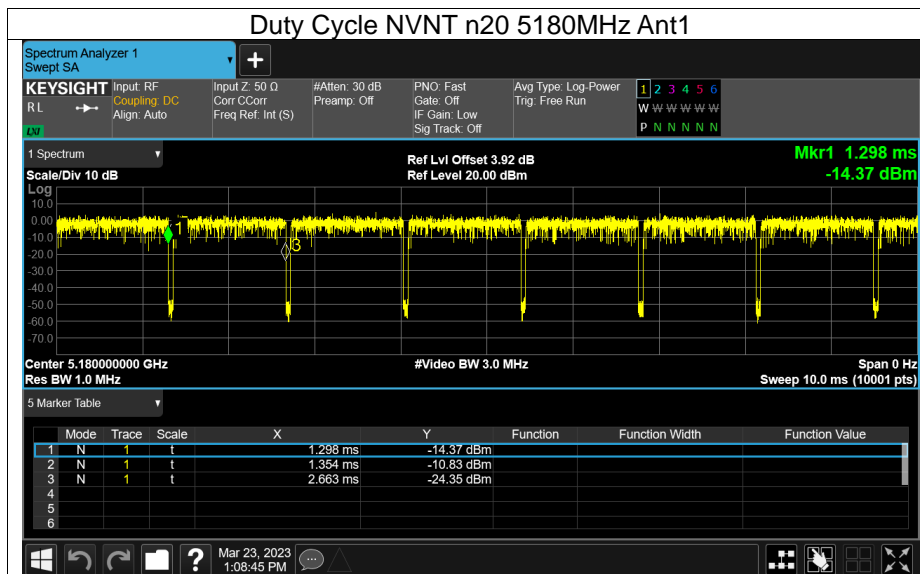 Duty Cycle NVNT n20 5180MHz Ant1
Spectrum Analyzer 1
Swept SA
+
KEYSIGHT
R L
LXI
Input: RF
Coupling: DC
Align: Auto
Input Z: 50 Ω
Corr CCorr
Freq Ref: Int (S)
#Atten: 30 dB
Preamp: Off
PNO: Fast
Gate: Off
IF Gain: Low
Sig Track: Off
Avg Type: Log-Power
Trig: Free Run
1 2 3 4 5 6
W W W W W W
P N N N N N
1 Spectrum
Scale/Div 10 dB
Ref Lvl Offset 3.92 dB
Ref Level 20.00 dBm
Mkr1 1.298 ms
-14.37 dBm
Log
10.0
0.00
-10.0
-20.0
-30.0
-40.0
-50.0
-60.0
-70.0
1
3
Center 5.180000000 GHz
#Video BW 3.0 MHz
Span 0 Hz
Res BW 1.0 MHz
Sweep 10.0 ms (10001 pts)
5 Marker Table
Mode Trace Scale X Y Function Function Width Function Value
1 N 1 t 1.298 ms -14.37 dBm
2 N 1 t 1.354 ms -10.83 dBm
3 N 1 t 2.663 ms -24.35 dBm
4
5
6
?
Mar 23, 2023
1:08:45 PM